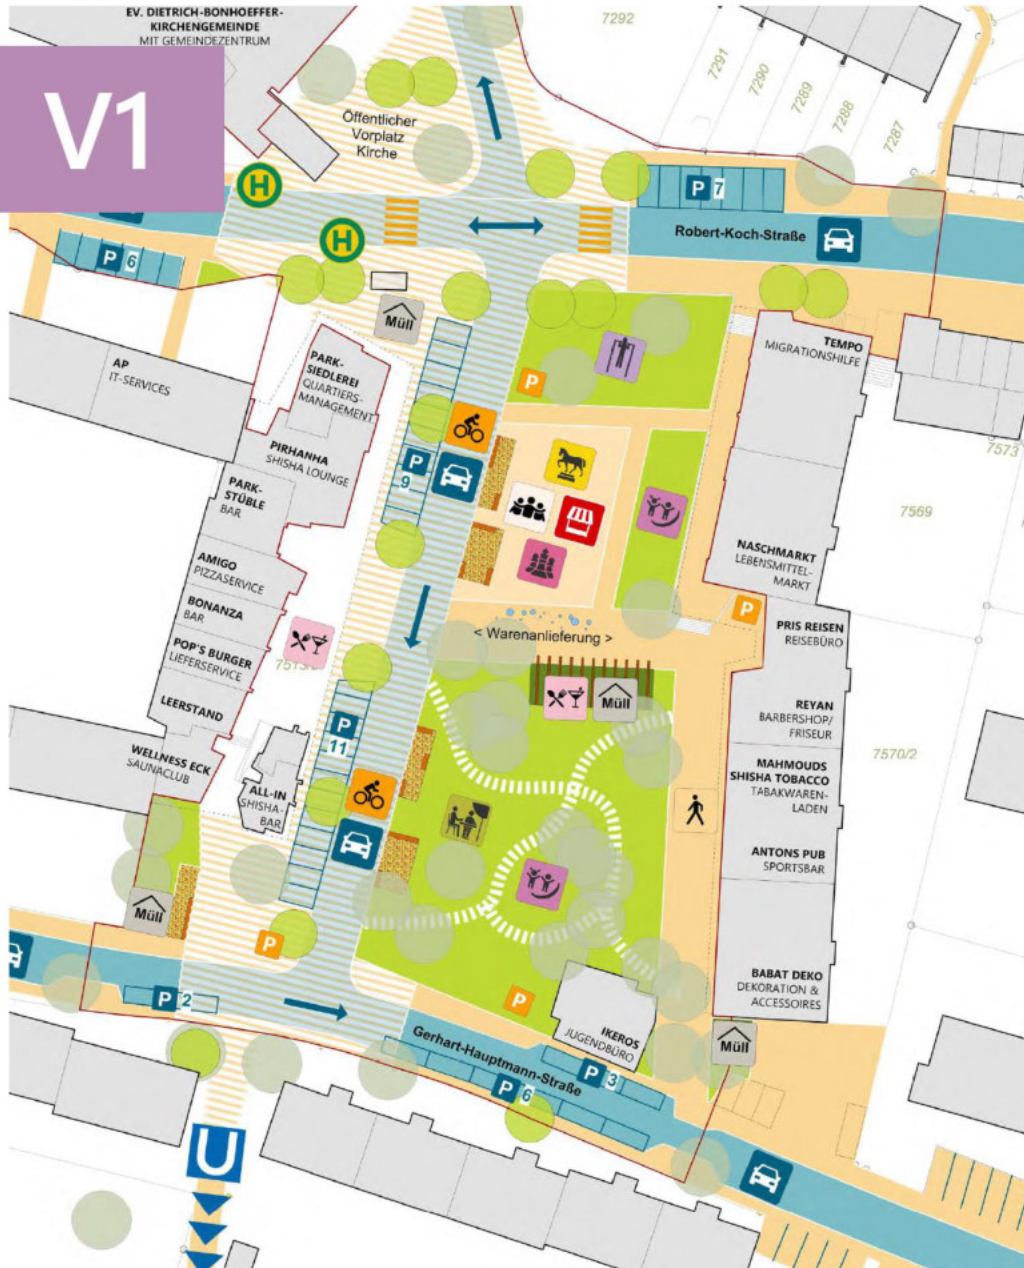 EV. DIETRICH-BONHOEFFER-
KIRCHENGEMEINDE
MIT GEMEINDEZENTRUM
7292
7291
7290
7289
7288
7287
V1
Öffentlicher
Vorplatz
Kirche
H
H
P 7
Robert-Koch-Straße
P 6
Müll
AP
IT-SERVICES
PARK-
SIEDLEREI
QUARTIERS-
MANAGEMENT
TEMPO
MIGRATIONSHILFE
P
PIRHANHA
SHISHA LOUNGE
P
9
7573
PARK-
STÜBLE
BAR
7569
NASCHMARKT
LEBENSMITTEL-
MARKT
AMIGO
PIZZASERVICE
BONANZA
BAR
P
PRIS REISEN
REISEBÜRO
< Warenanlieferung >
POP'S BURGER
LIEFERSERVICE
LEERSTAND
Müll
REYAN
BARBERSHOP/
FRISEUR
P
11
WELLNESS ECK
SAUNACLUB
7570/2
MAHMOUDS
SHISHA TOBACCO
TABAKWAREN-
LADEN
ALL-IN
SHISHA-
BAR
ANTONS PUB
SPORTSBAR
Müll
P
BABAT DEKO
DEKORATION &
ACCESSOIRES
P 2
P
IKEROS
JUGENDBÜRO
Müll
Gerhart-Hauptmann-Straße
P 3
P 6
U